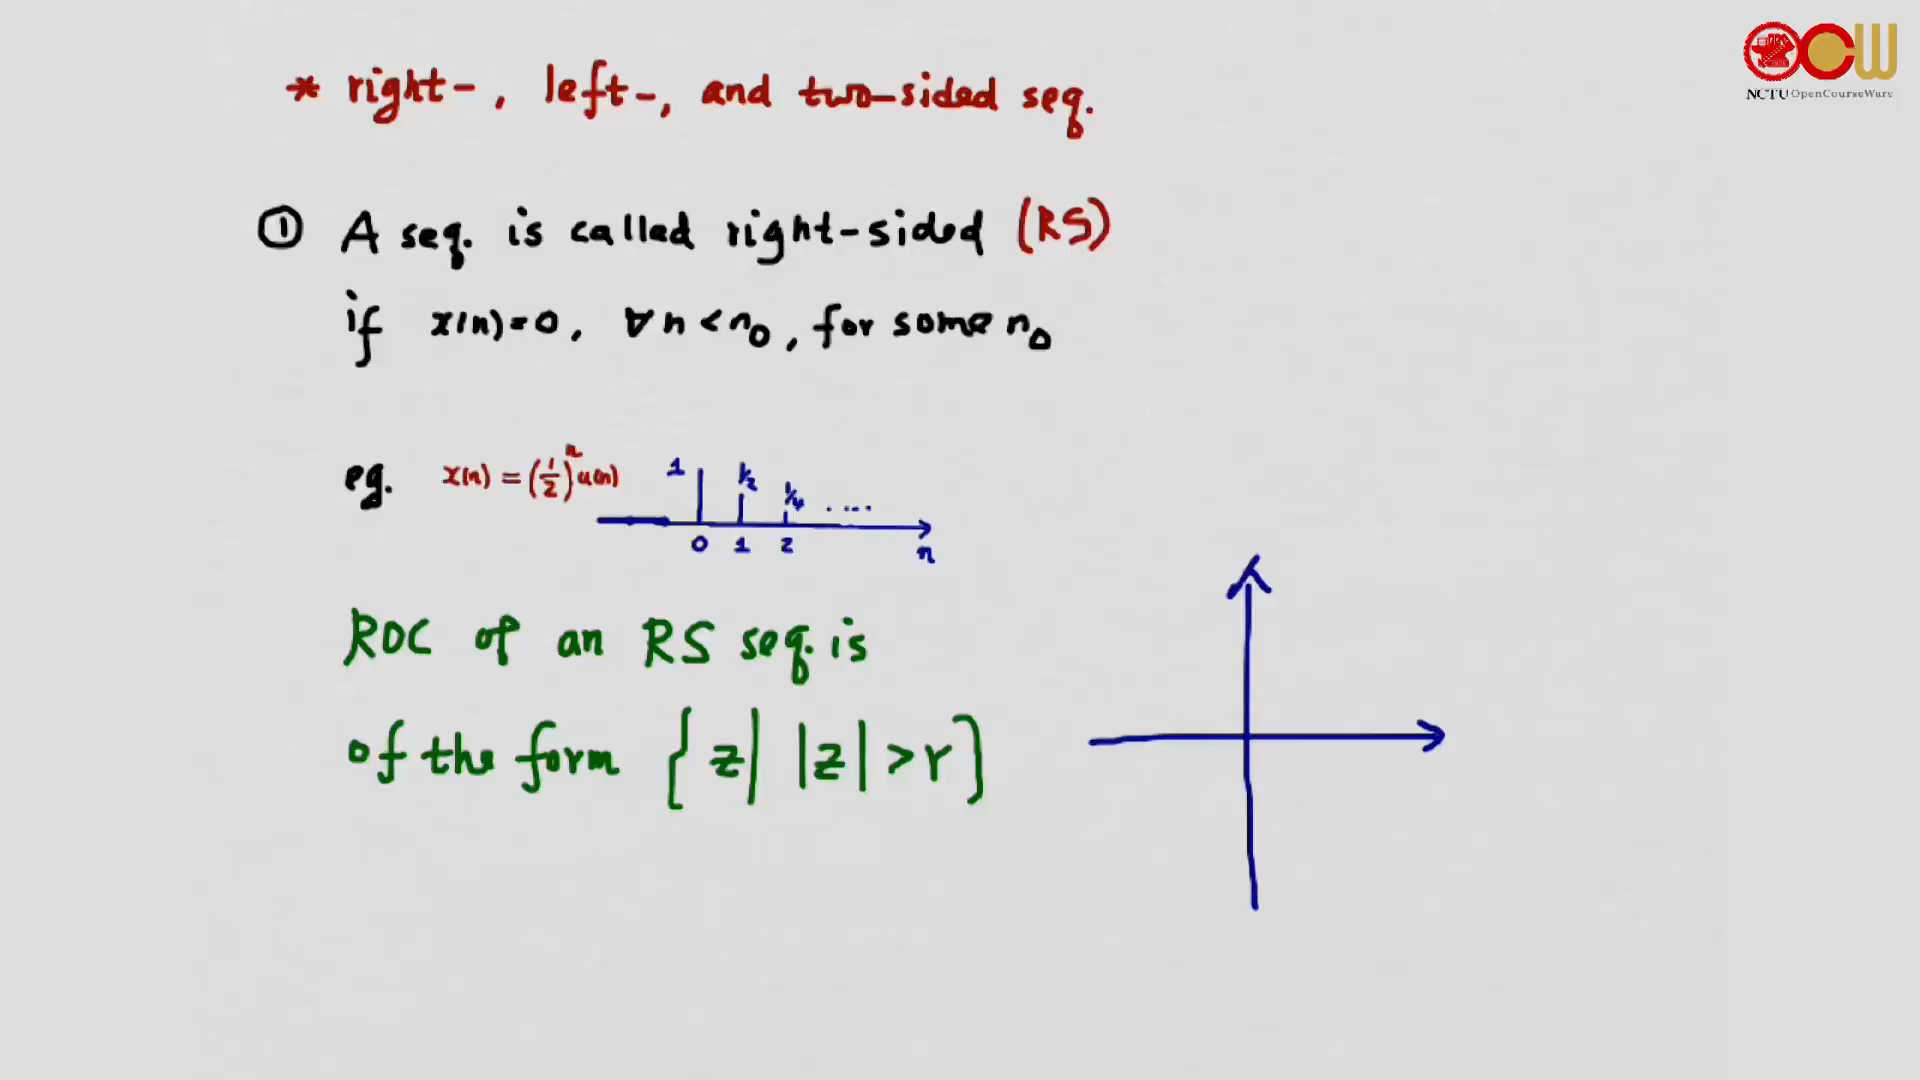 * right-, left-, and two-sided seq.
① A seq. is called right-sided (RS)
if x(n)=0, ∀n<n₀, for some n₀
eg. x(n) = (1/2)ⁿu(n)
1 1/2 1/4 ....
0 1 2 n
ROC of an RS seq. is
of the form {z| |z|>r}
OCW
NCTU OpenCourseWare